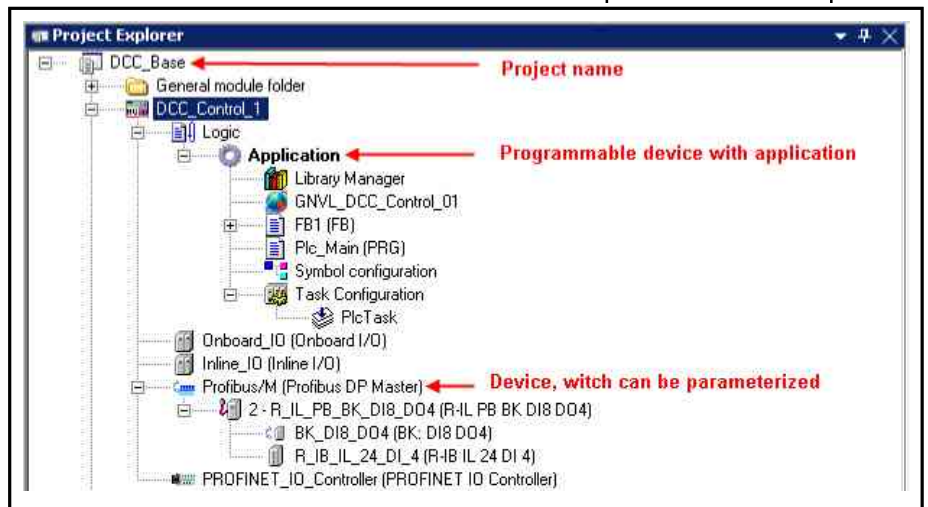 Project Explorer
DCC_Base
Project name
General module folder
DCC_Control_1
Logic
Application
Programmable device with application
Library Manager
GNVL_DCC_Control_01
FB1 (FB)
Plc_Main (PRG)
Symbol configuration
Task Configuration
PlcTask
Onboard_IO (Onboard I/O)
Inline_IO (Inline I/O)
Profibus/M (Profibus DP Master)
Device, witch can be parameterized
2 - R_IL_PB_BK_DI8_DO4 (R-IL PB BK DI8 DO4)
BK_DI8_DO4 (BK: DI8 DO4)
R_IB_IL_24_DI_4 (R-IB IL 24 DI 4)
PROFINET_IO_Controller (PROFINET IO Controller)